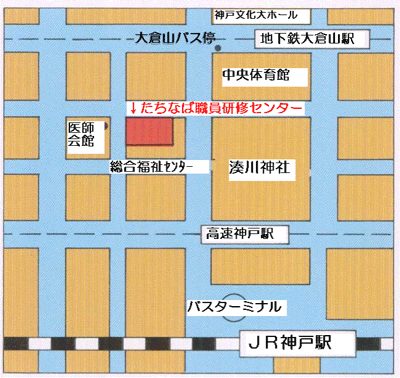 神戸文化大ホール
大倉山バス停
地下鉄大倉山駅
中央体育館
↓たちなば職員研修センター
医師
会館
総合福祉センター
湊川神社
高速神戸駅
バスターミナル
JR神戸駅